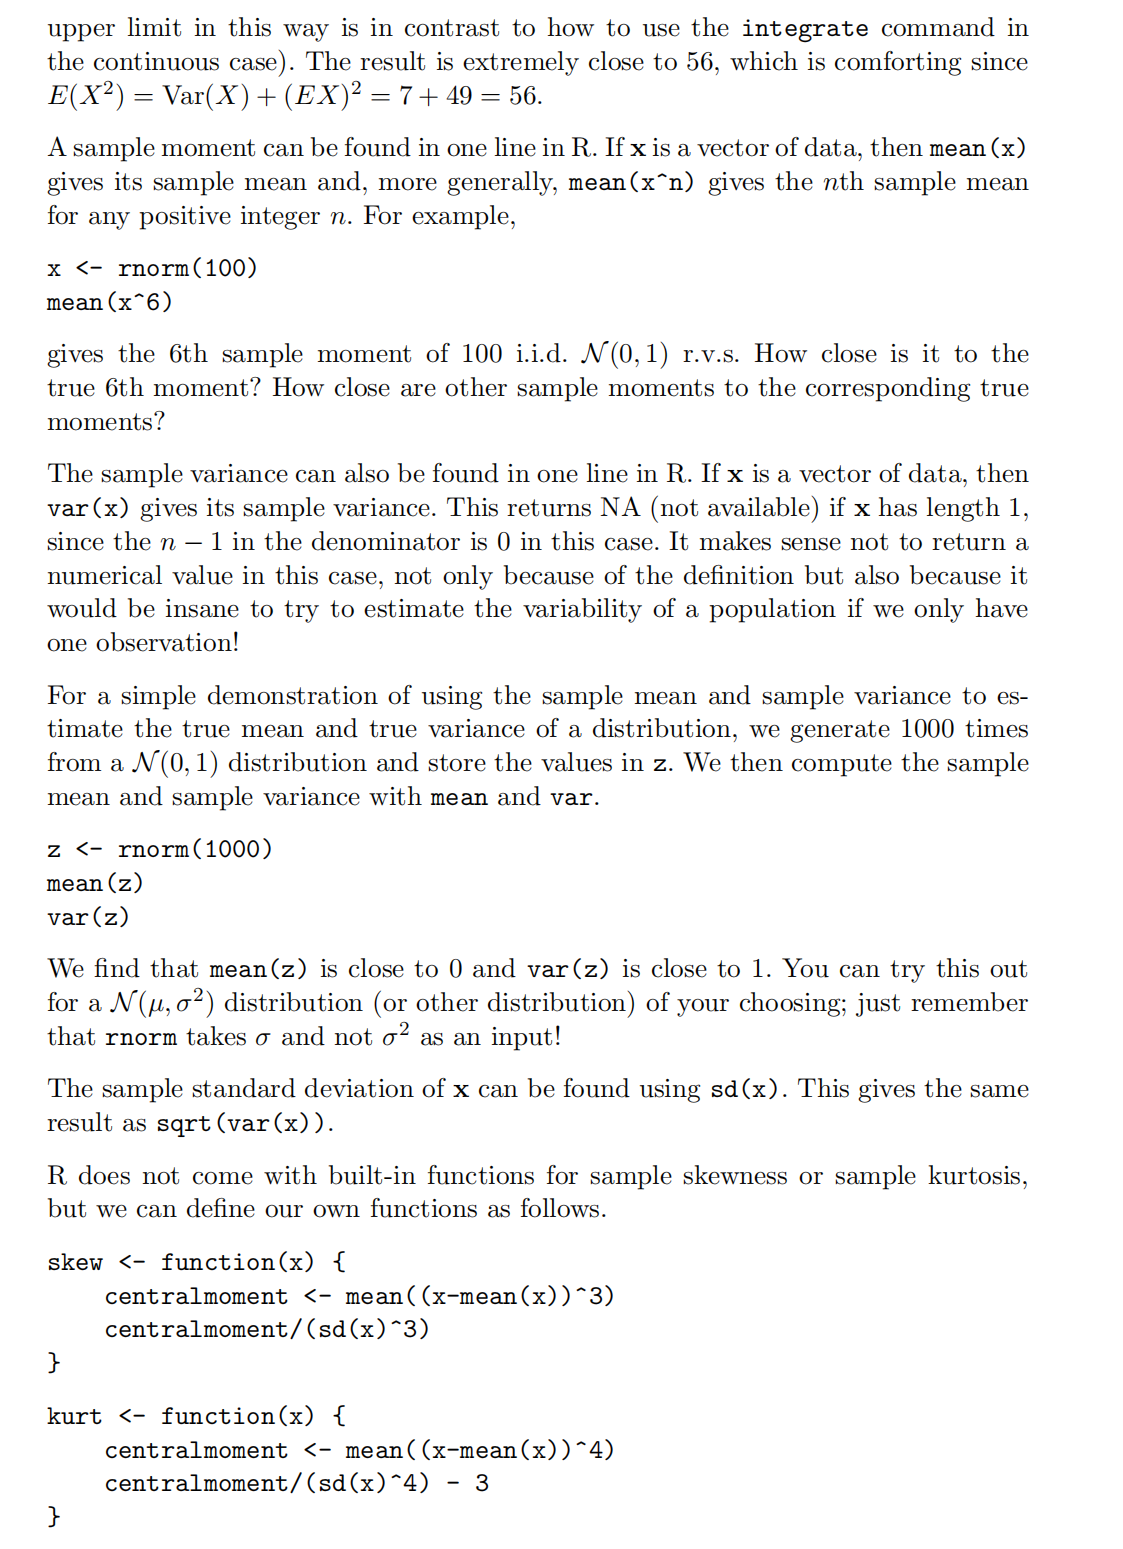 upper limit in this way is in contrast to how to use the integrate command in
the continuous case). The result is extremely close to 56, which is comforting since
E(X²) = Var(X) + (EX)² = 7 + 49 = 56.
A sample moment can be found in one line in R. If x is a vector of data, then mean(x)
gives its sample mean and, more generally, mean(x^n) gives the nth sample mean
for any positive integer n. For example,
x <- rnorm(100)
mean(x^6)
gives the 6th sample moment of 100 i.i.d. 𝒩(0, 1) r.v.s. How close is it to the
true 6th moment? How close are other sample moments to the corresponding true
moments?
The sample variance can also be found in one line in R. If x is a vector of data, then
var(x) gives its sample variance. This returns NA (not available) if x has length 1,
since the n − 1 in the denominator is 0 in this case. It makes sense not to return a
numerical value in this case, not only because of the definition but also because it
would be insane to try to estimate the variability of a population if we only have
one observation!
For a simple demonstration of using the sample mean and sample variance to es-
timate the true mean and true variance of a distribution, we generate 1000 times
from a 𝒩(0, 1) distribution and store the values in z. We then compute the sample
mean and sample variance with mean and var.
z <- rnorm(1000)
mean(z)
var(z)
We find that mean(z) is close to 0 and var(z) is close to 1. You can try this out
for a 𝒩(μ, σ²) distribution (or other distribution) of your choosing; just remember
that rnorm takes σ and not σ² as an input!
The sample standard deviation of x can be found using sd(x). This gives the same
result as sqrt(var(x)).
R does not come with built-in functions for sample skewness or sample kurtosis,
but we can define our own functions as follows.
skew <- function(x) {
    centralmoment <- mean((x-mean(x))^3)
    centralmoment/(sd(x)^3)
}
kurt <- function(x) {
    centralmoment <- mean((x-mean(x))^4)
    centralmoment/(sd(x)^4) - 3
}